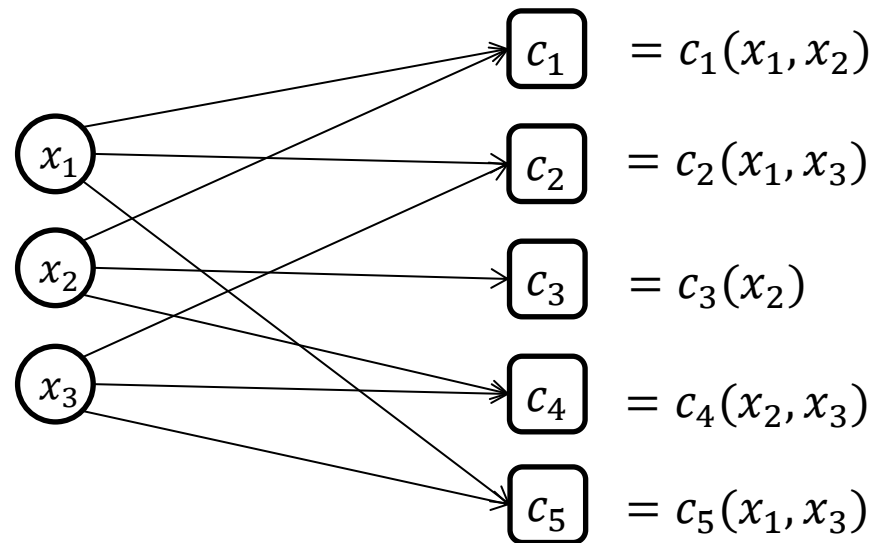 c₁ = c₁(x₁, x₂)
x₁
c₂ = c₂(x₁, x₃)
x₂
c₃ = c₃(x₂)
x₃
c₄ = c₄(x₂, x₃)
c₅ = c₅(x₁, x₃)